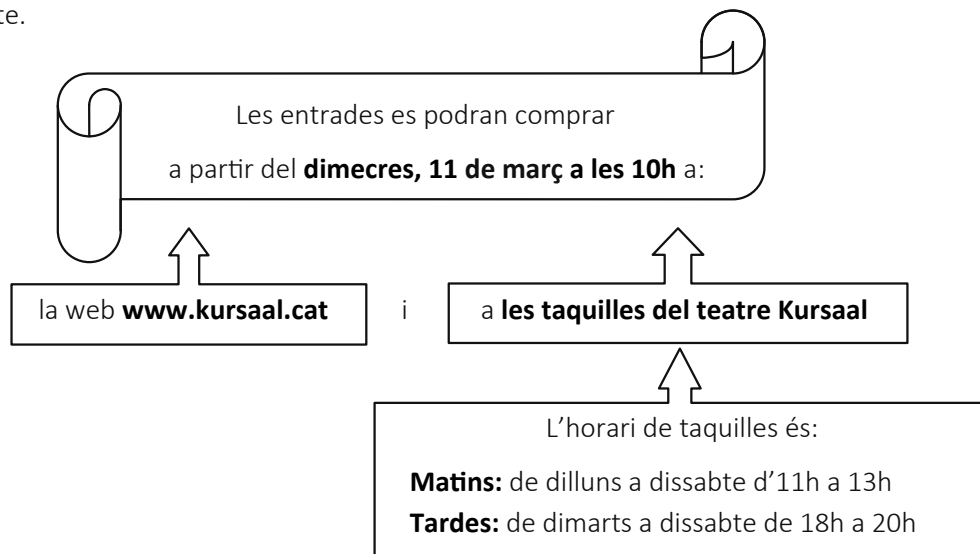 te.
Les entrades es podran comprar
a partir del dimecres, 11 de març a les 10h a:
la web www.kursaal.cat i a les taquilles del teatre Kursaal
L’horari de taquilles és:
Matins: de dilluns a dissabte d’11h a 13h
Tardes: de dimarts a dissabte de 18h a 20h